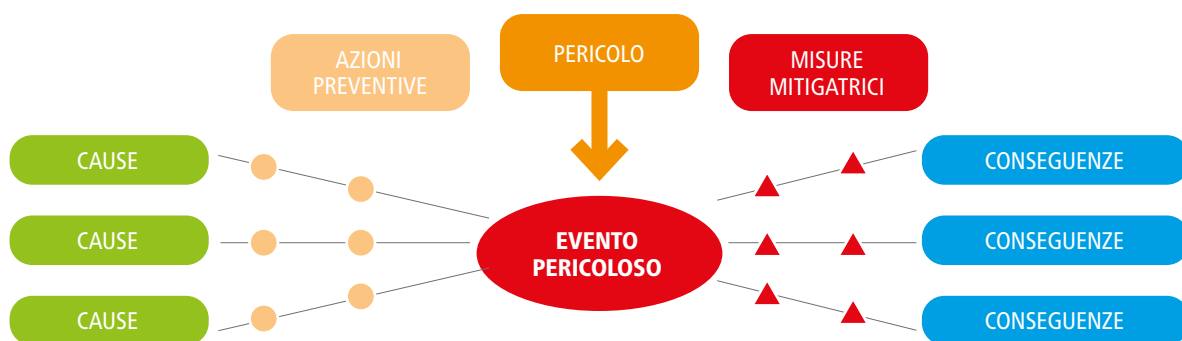 AZIONI
PREVENTIVE
PERICOLO
MISURE
MITIGATRICI
CAUSE
CONSEGUENZE
CAUSE
EVENTO
PERICOLOSO
CONSEGUENZE
CAUSE
CONSEGUENZE